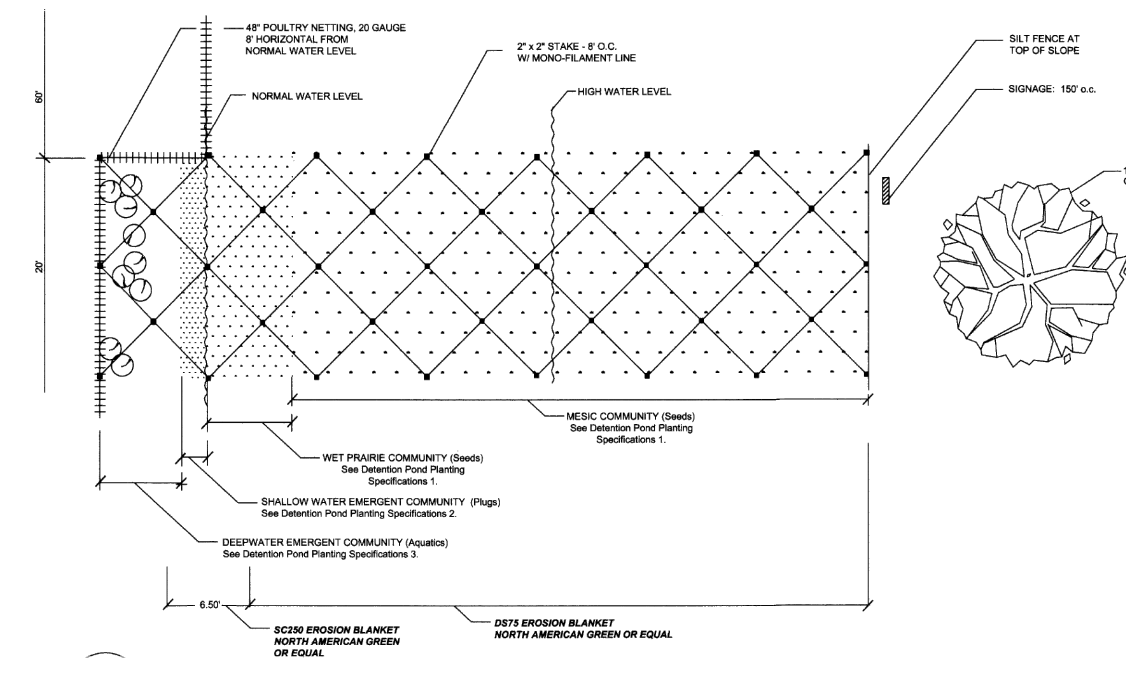 48" POULTRY NETTING, 20 GAUGE
8' HORIZONTAL FROM
NORMAL WATER LEVEL
2" x 2" STAKE - 8' O.C.
W/ MONO-FILAMENT LINE
SILT FENCE AT
TOP OF SLOPE
SIGNAGE: 150' o.c.
NORMAL WATER LEVEL
HIGH WATER LEVEL
60'
20'
MESIC COMMUNITY (Seeds)
See Detention Pond Planting
Specifications 1.
WET PRAIRIE COMMUNITY (Seeds)
See Detention Pond Planting
Specifications 1.
SHALLOW WATER EMERGENT COMMUNITY (Plugs)
See Detention Pond Planting Specifications 2.
DEEPWATER EMERGENT COMMUNITY (Aquatics)
See Detention Pond Planting Specifications 3.
6.50'
SC250 EROSION BLANKET
NORTH AMERICAN GREEN
OR EQUAL
DS75 EROSION BLANKET
NORTH AMERICAN GREEN OR EQUAL